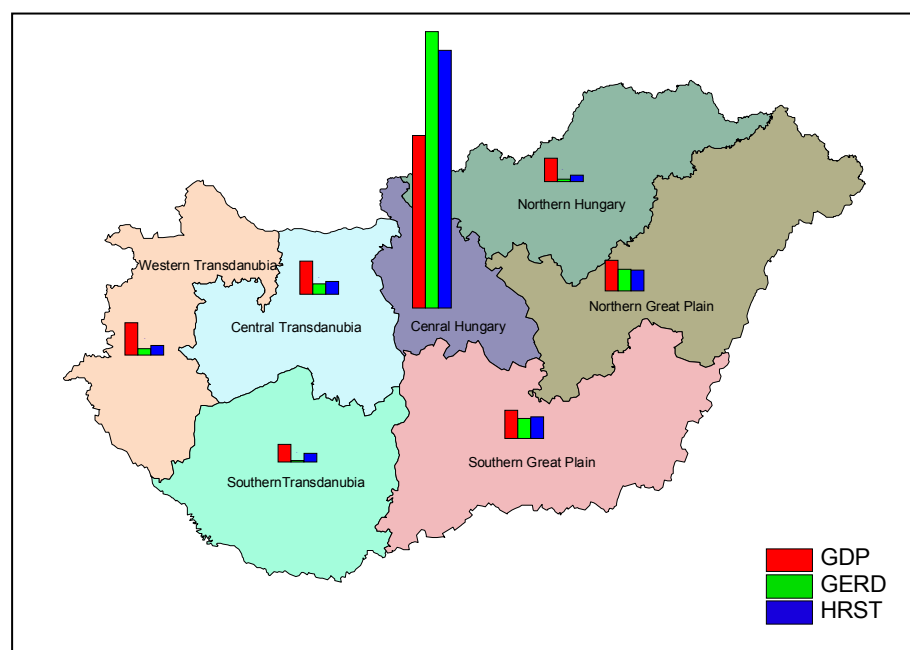 Northern Hungary
Western Transdanubia
Northern Great Plain
Central Transdanubia
Cenral Hungary
Southern Great Plain
SouthernTransdanubia
GDP
GERD
HRST